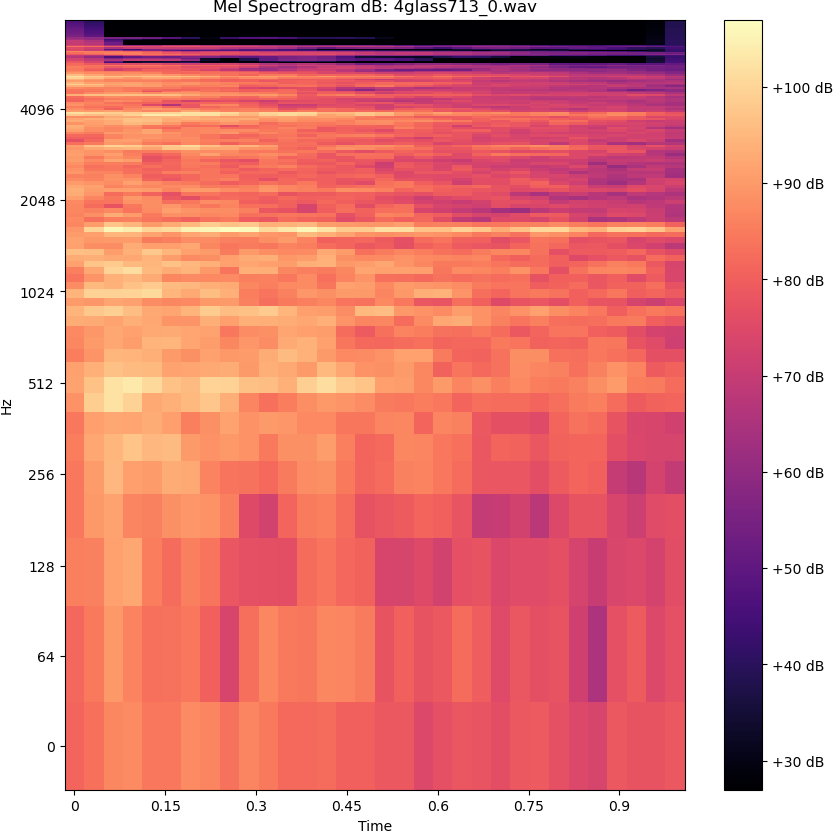 Mel Spectrogram dB: 4glass713_0.wav
+100 dB
4096
+90 dB
2048
+80 dB
1024
+70 dB
512
Hz
+60 dB
256
+50 dB
128
+40 dB
64
+30 dB
0
0 0.15 0.3 0.45 0.6 0.75 0.9
Time